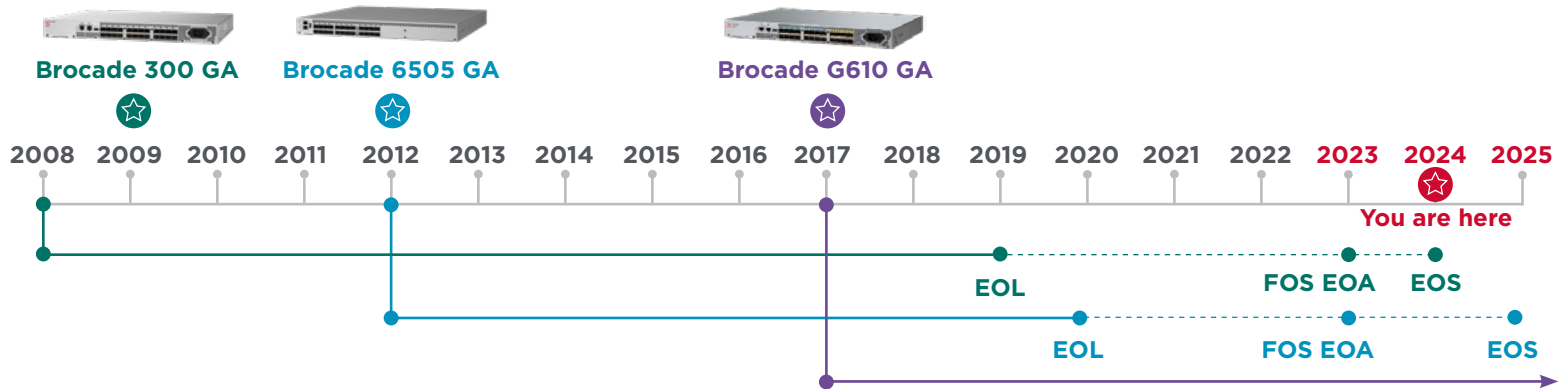 Brocade 300 GA Brocade 6505 GA Brocade G610 GA
2008 2009 2010 2011 2012 2013 2014 2015 2016 2017 2018 2019 2020 2021 2022 2023 2024 2025
You are here
EOL FOS EOA EOS
EOL FOS EOA EOS